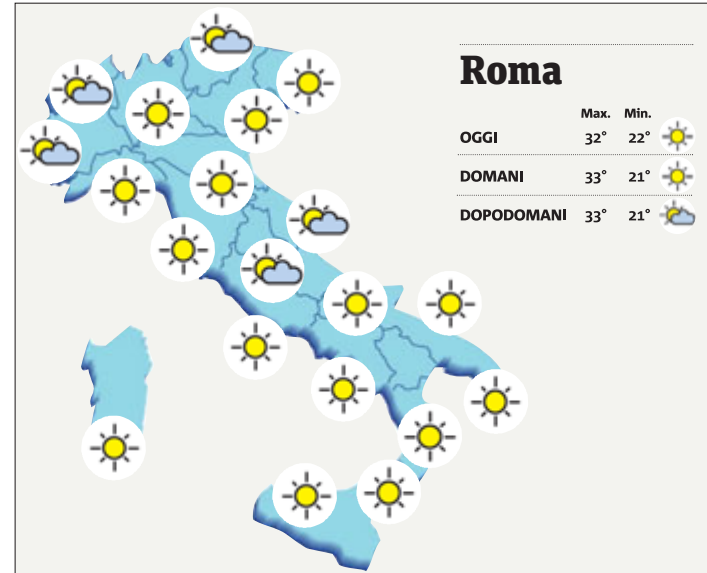 Roma
Max. Min.
OGGI 32° 22°
DOMANI 33° 21°
DOPODOMANI 33° 21°